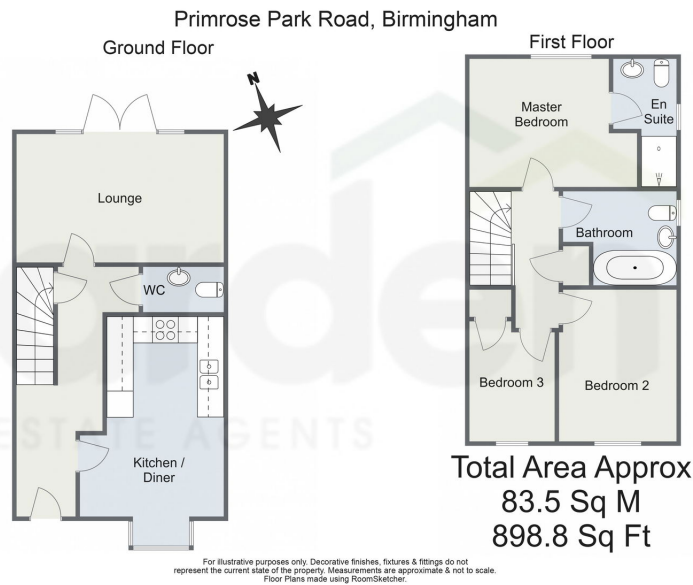 Primrose Park Road, Birmingham
Ground Floor
First Floor
N
Master
Bedroom
En
Suite
Lounge
Bathroom
WC
Bedroom 3
Bedroom 2
Kitchen /
Diner
arden
ESTATE AGENTS
Total Area Approx
83.5 Sq M
898.8 Sq Ft
For illustrative purposes only. Decorative finishes, fixtures & fittings do not
represent the current state of the property. Measurements are approximate & not to scale.
Floor Plans made using RoomSketcher.